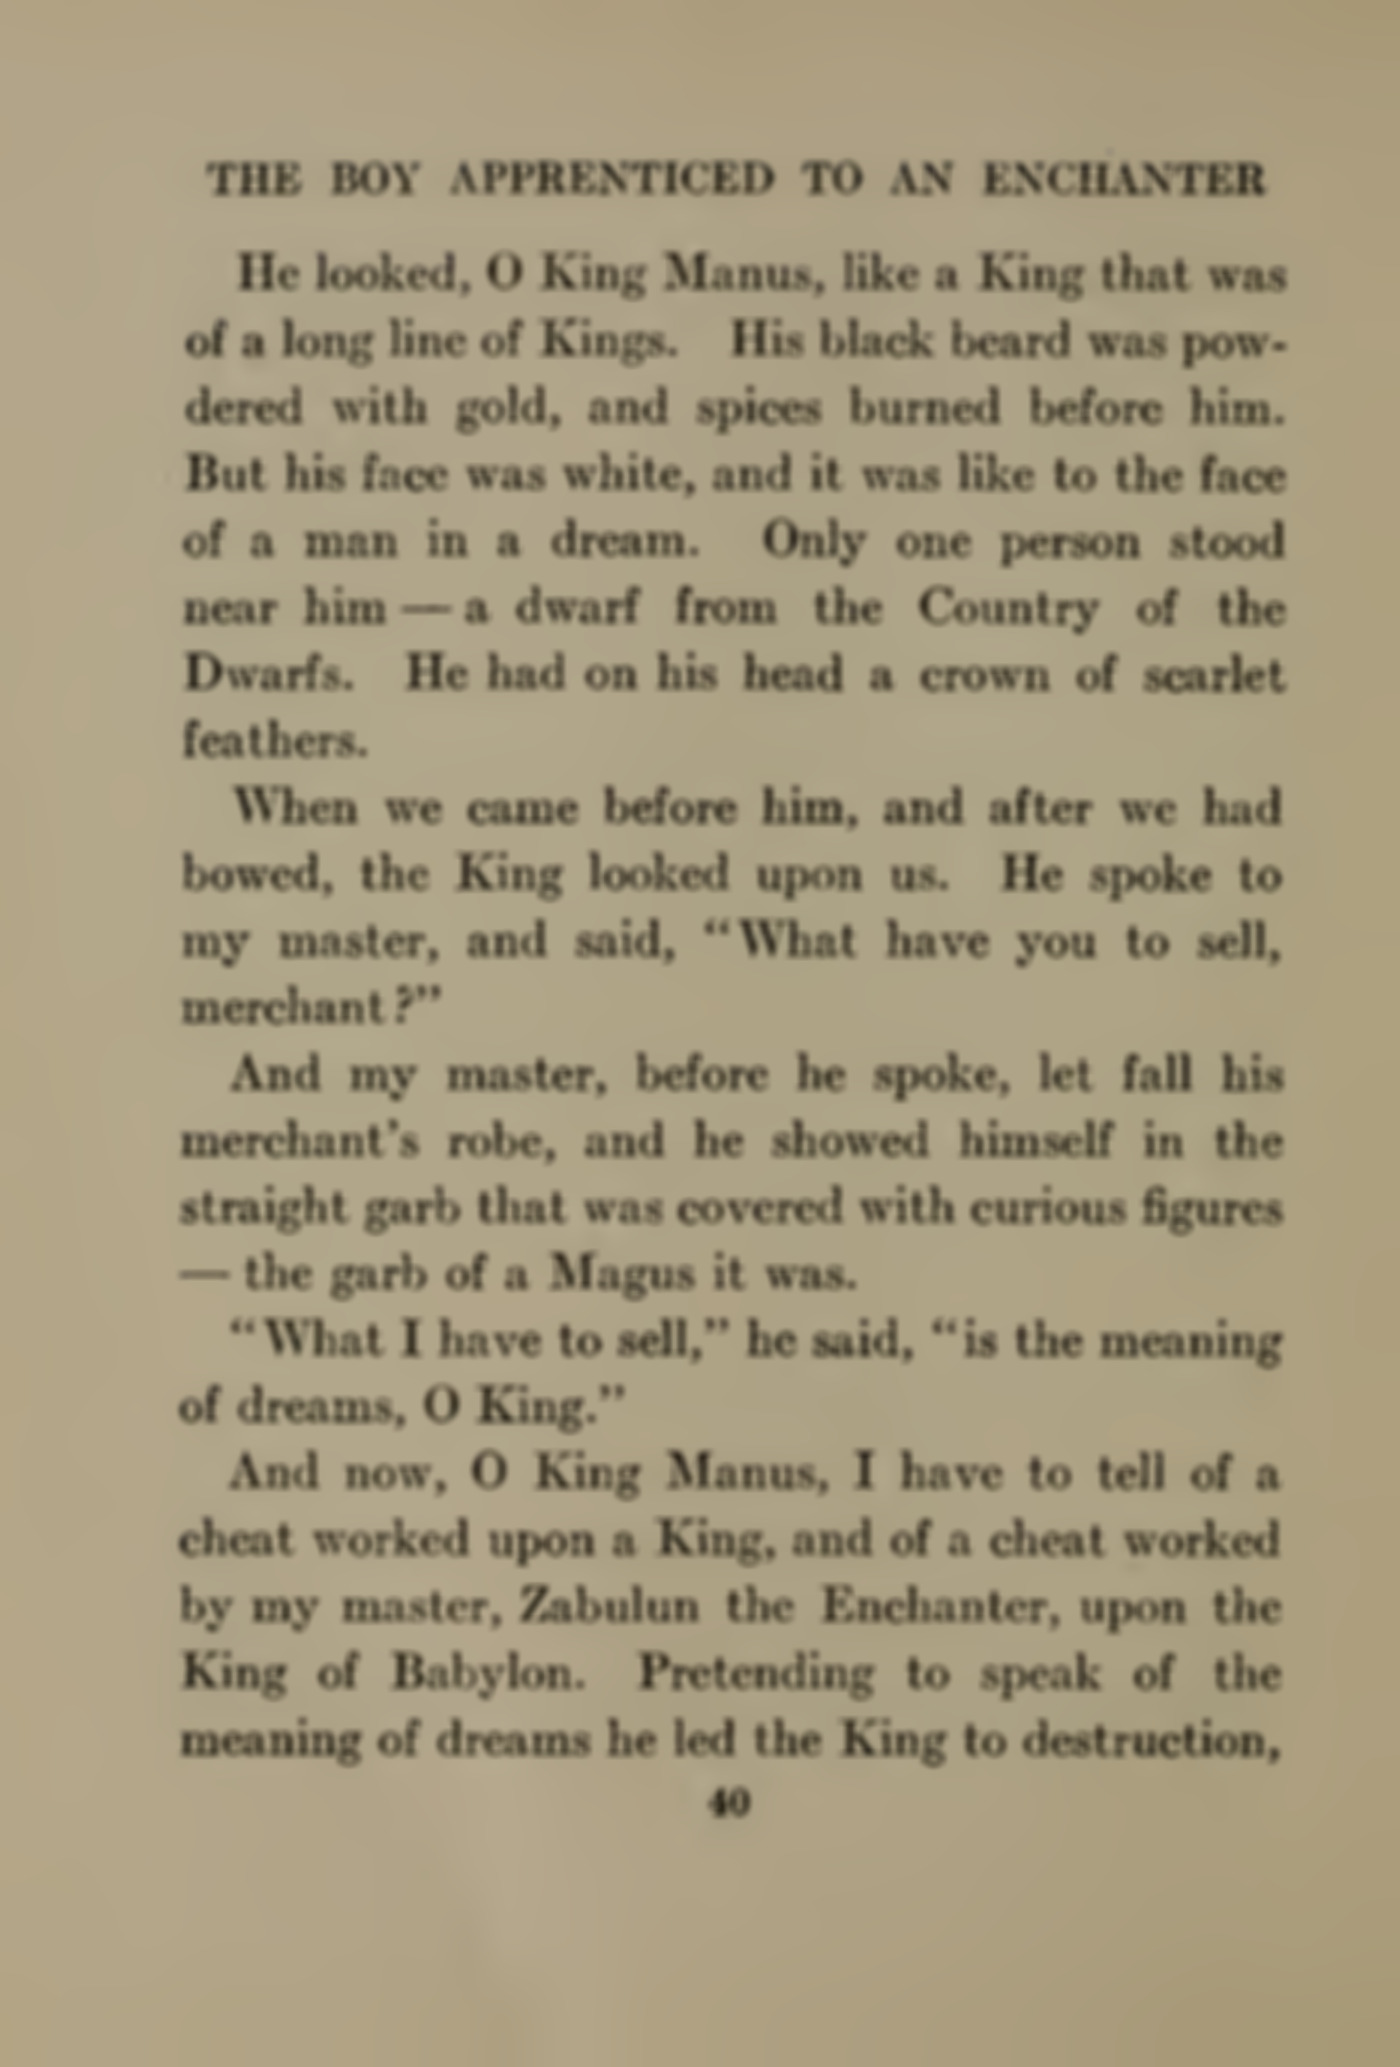 THE BOY APPRENTICED TO AN ENCHANTER
He looked, O King Manus, like a King that was
of a long line of Kings. His black beard was pow-
dered with gold, and spices burned before him.
But his face was white, and it was like to the face
of a man in a dream. Only one person stood
near him — a dwarf from the Country of the
Dwarfs. He had on his head a crown of scarlet
feathers.
When we came before him, and after we had
bowed, the King looked upon us. He spoke to
my master, and said, “What have you to sell,
merchant?”
And my master, before he spoke, let fall his
merchant’s robe, and he showed himself in the
straight garb that was covered with curious figures
— the garb of a Magus it was.
“What I have to sell,” he said, “is the meaning
of dreams, O King.”
And now, O King Manus, I have to tell of a
cheat worked upon a King, and of a cheat worked
by my master, Zabulun the Enchanter, upon the
King of Babylon. Pretending to speak of the
meaning of dreams he led the King to destruction,
40